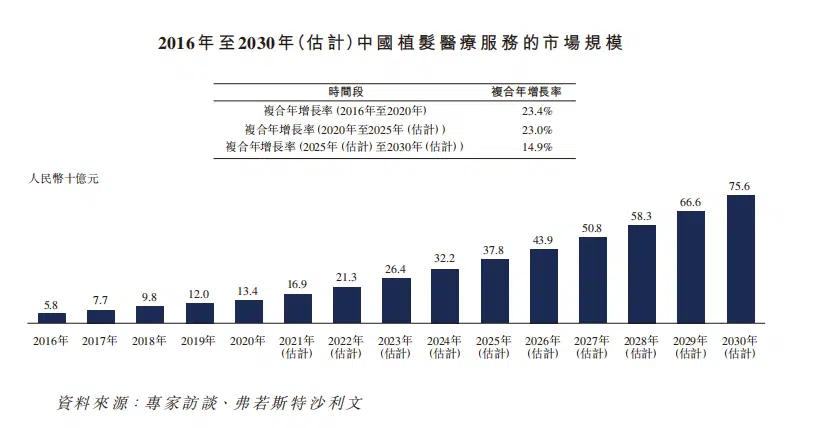 2016年至2030年(估計)中國植髮醫療服務的市場規模
時間段 複合年增長率
複合年增長率(2016年至2020年) 23.4%
複合年增長率(2020年至2025年(估計)) 23.0%
複合年增長率(2025年(估計)至2030年(估計)) 14.9%
人民幣十億元
5.8 7.7 9.8 12.0 13.4 16.9 21.3 26.4 32.2 37.8 43.9 50.8 58.3 66.6 75.6
2016年 2017年 2018年 2019年 2020年 2021年 2022年 2023年 2024年 2025年 2026年 2027年 2028年 2029年 2030年
(估計) (估計) (估計) (估計) (估計) (估計) (估計) (估計) (估計) (估計)
資料來源：專家訪談、弗若斯特沙利文